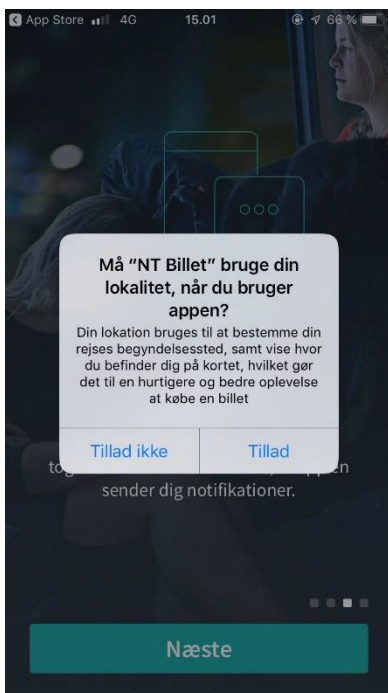 App Store 4G 15.01 66 %
Må “NT Billet” bruge din
lokalitet, når du bruger
appen?
Din lokation bruges til at bestemme din
rejses begyndelsessted, samt vise hvor
du befinder dig på kortet, hvilket gør
det til en hurtigere og bedre oplevelse
at købe en billet
Tillad ikke Tillad
sender dig notifikationer.
Næste